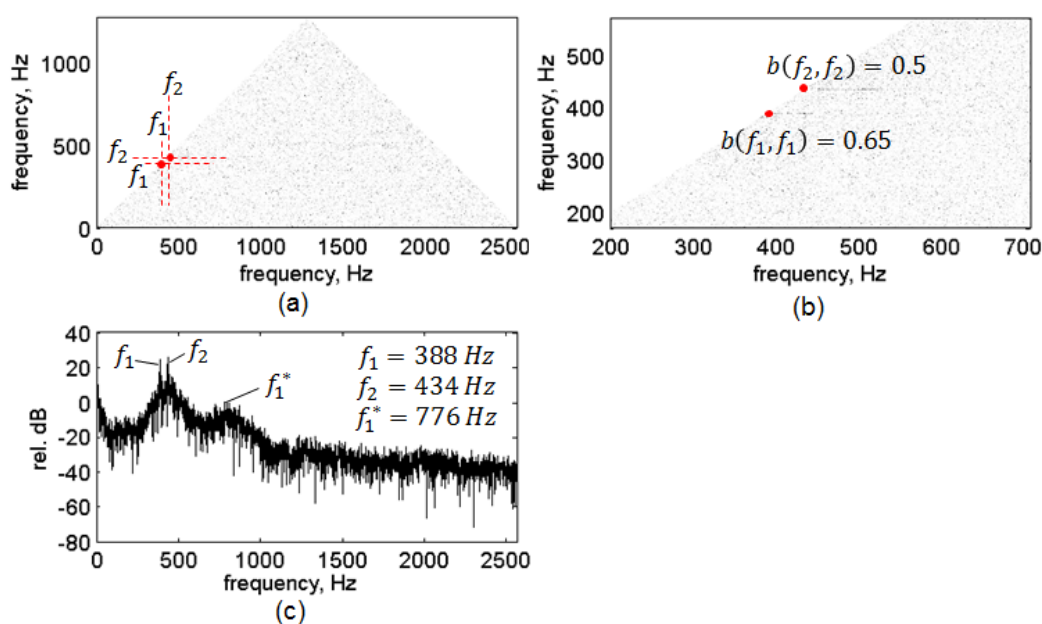 frequency, Hz
1000
500
0
f₂
f₁
f₂
f₁
0 500 1000 1500 2000 2500
frequency, Hz
(a)
frequency, Hz
500
400
300
200
b(f₂, f₂) = 0.5
b(f₁, f₁) = 0.65
200 300 400 500 600 700
frequency, Hz
(b)
rel. dB
40
20
0
-20
-40
-60
-80
f₁
f₂
f₁*
f₁ = 388 Hz
f₂ = 434 Hz
f₁* = 776 Hz
0 500 1000 1500 2000 2500
frequency, Hz
(c)